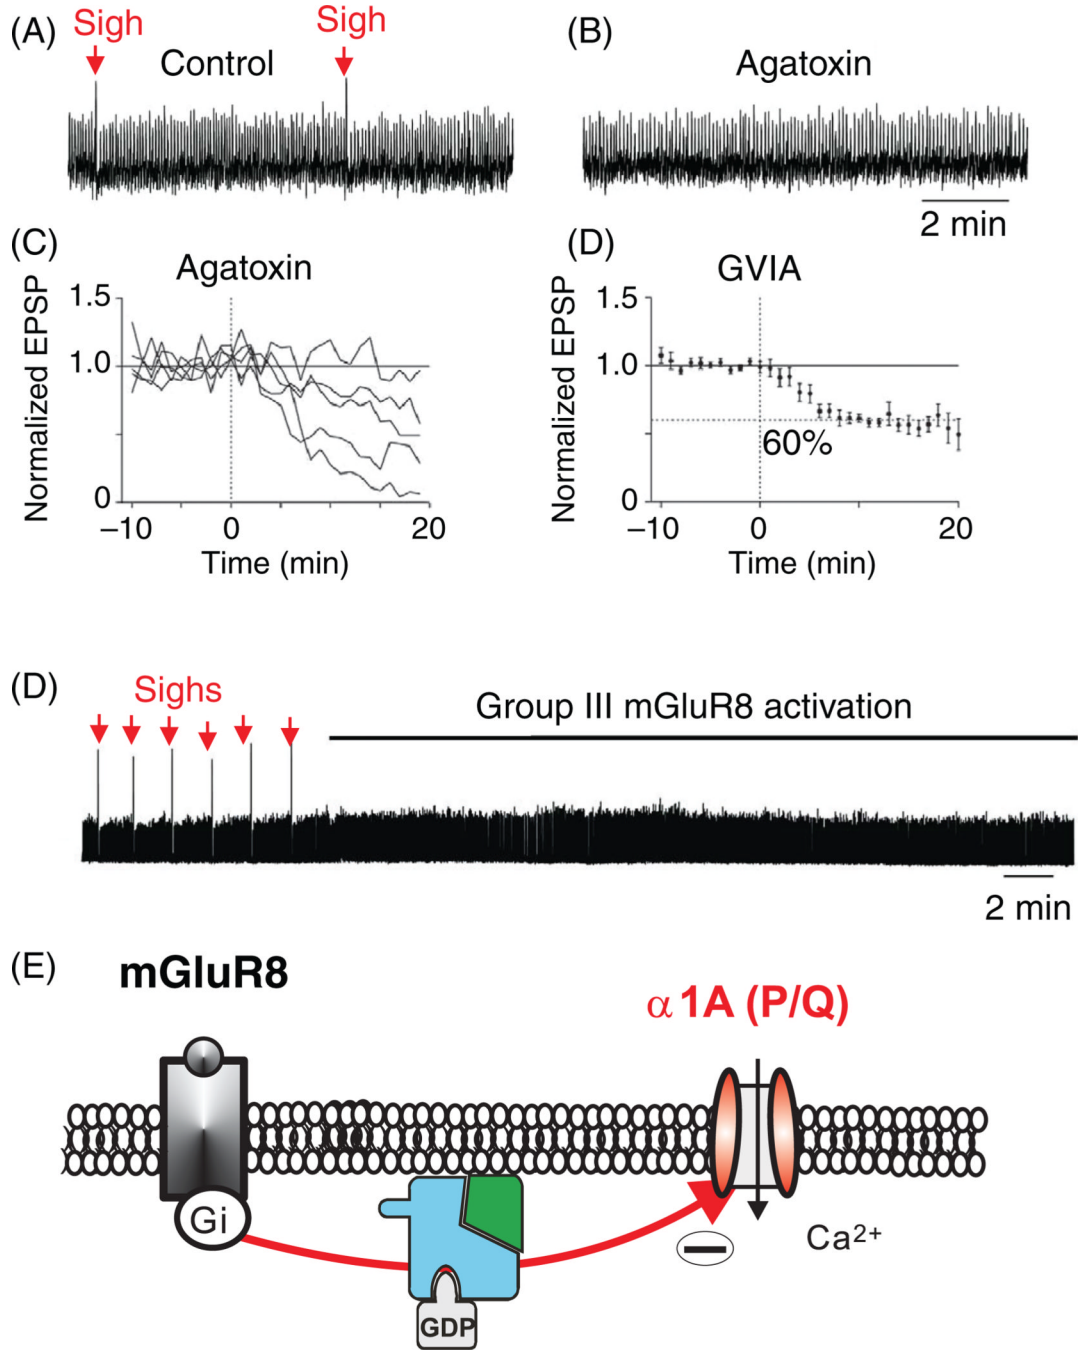 (A)
Sigh
Sigh
Control
(B)
Agatoxin
2 min
(C)
Agatoxin
Normalized EPSP
1.5
1.0
0
−10
0
20
Time (min)
(D)
GVIA
Normalized EPSP
1.5
1.0
60%
0
−10
0
20
Time (min)
(D)
Sighs
Group III mGluR8 activation
2 min
(E)
mGluR8
α1A (P/Q)
Gi
GDP
Ca²⁺